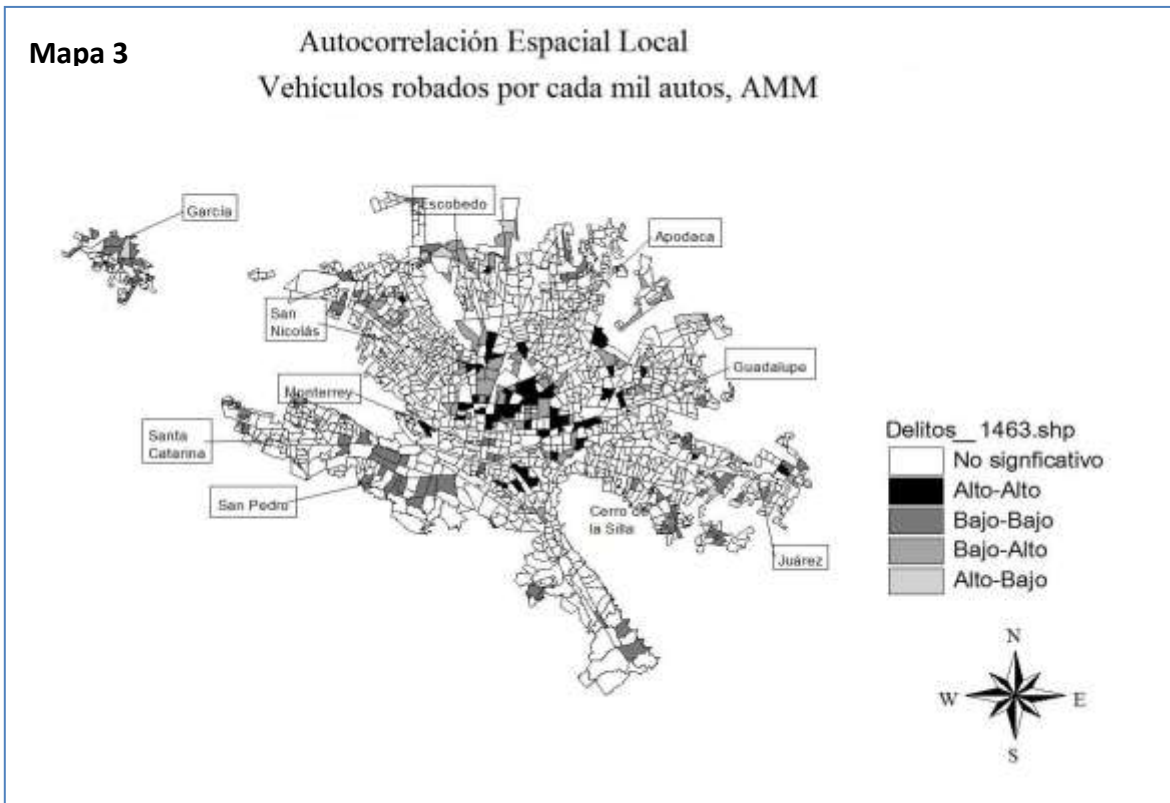 Mapa 3
Autocorrelación Espacial Local
Vehículos robados por cada mil autos, AMM
García
Escobedo
Apodaca
San
Nicolás
Guadalupe
Monterrey
Santa
Catarina
San Pedro
Cerro de
la Silla
Juárez
Delitos_ 1463.shp
No signficativo
Alto-Alto
Bajo-Bajo
Bajo-Alto
Alto-Bajo
N
W
E
S